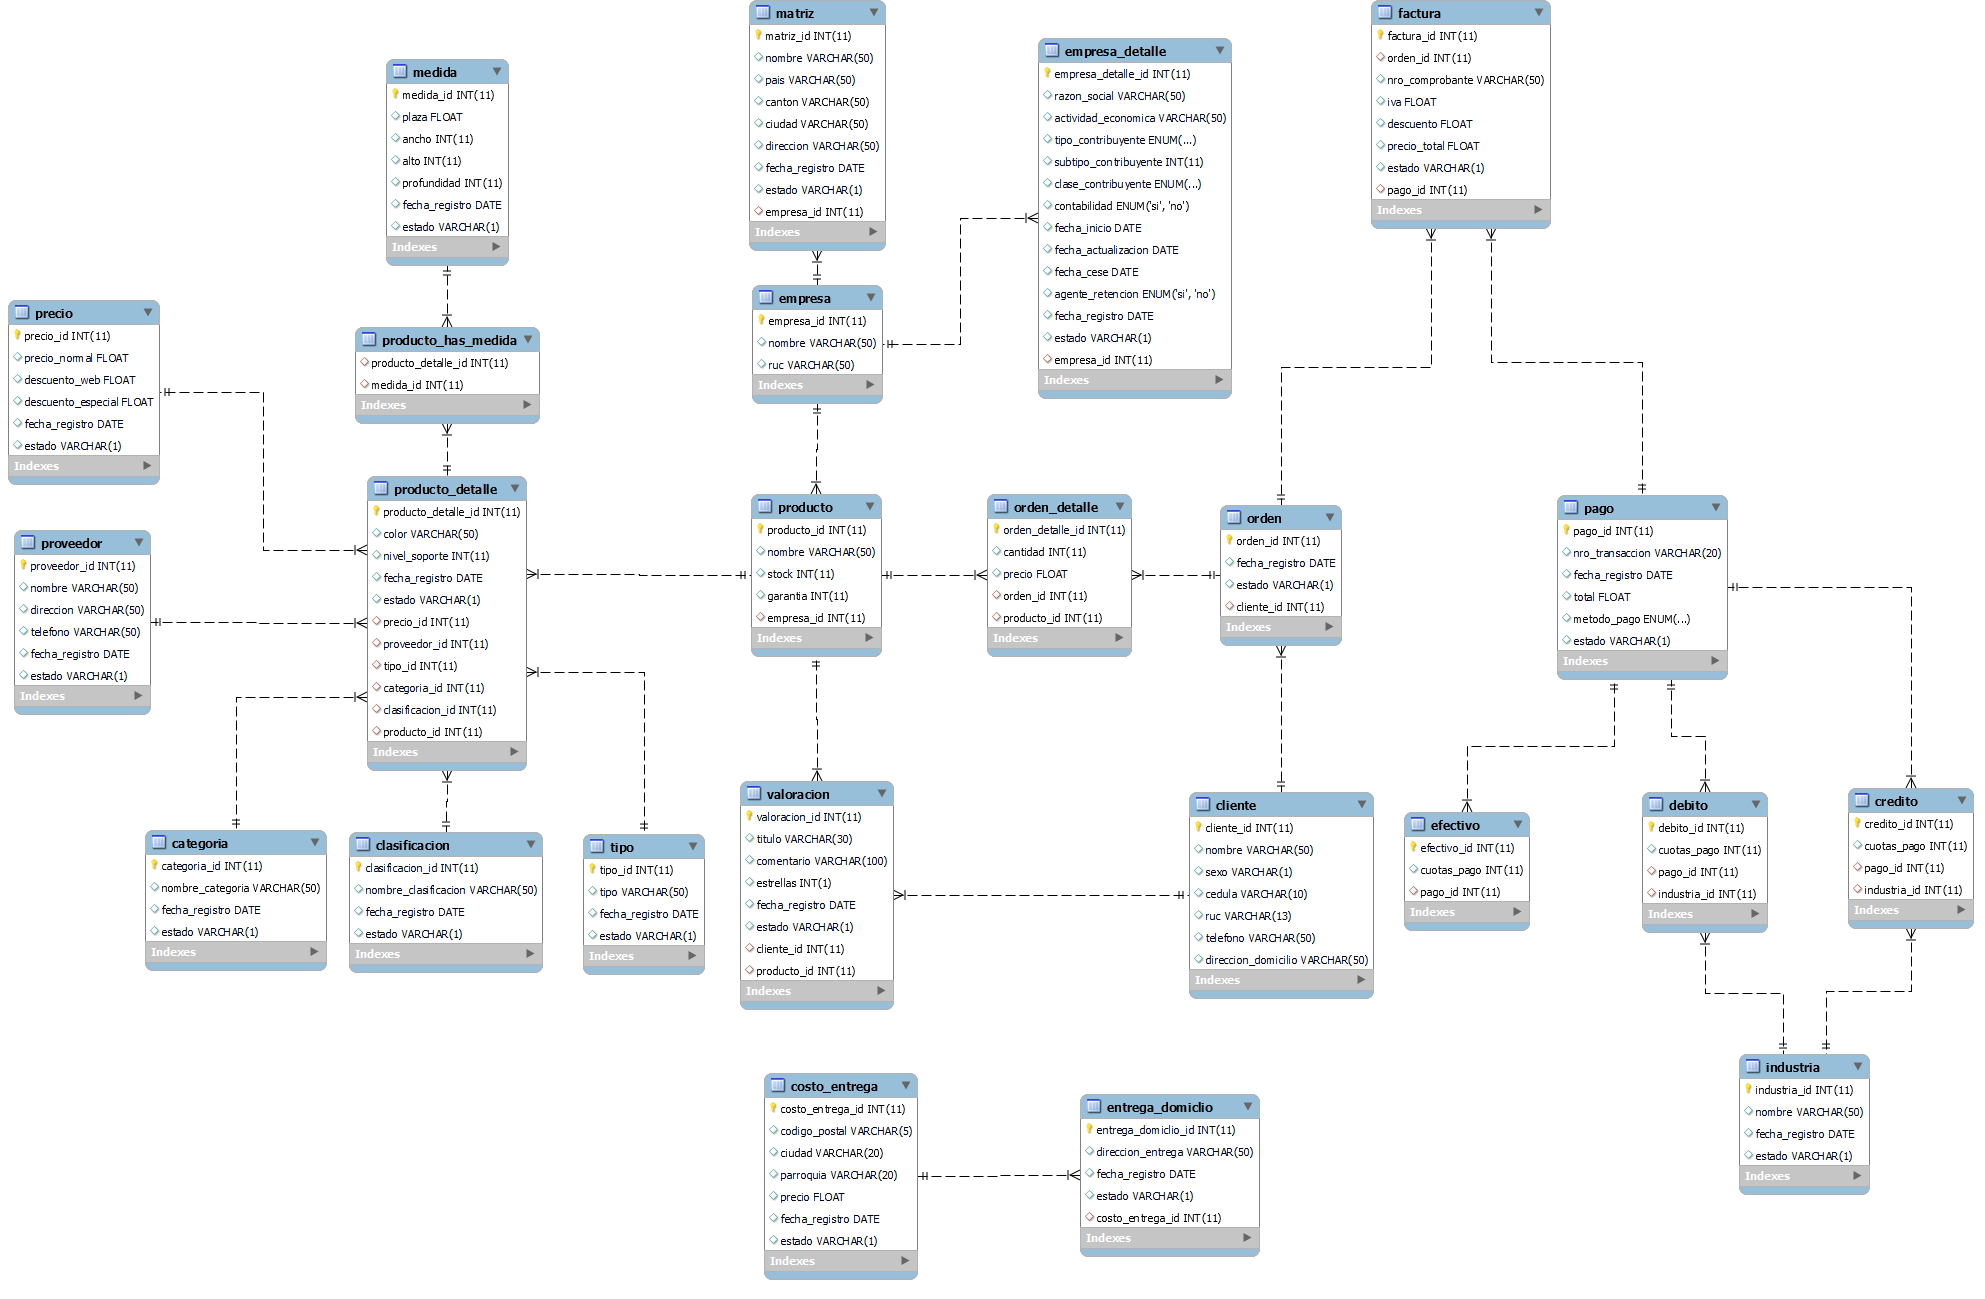 matriz
matriz_id INT(11)
nombre VARCHAR(50)
pais VARCHAR(50)
canton VARCHAR(50)
ciudad VARCHAR(50)
direccion VARCHAR(50)
fecha_registro DATE
estado VARCHAR(1)
empresa_id INT(11)
Indexes
factura
factura_id INT(11)
orden_id INT(11)
nro_comprobante VARCHAR(50)
iva FLOAT
descuento FLOAT
precio_total FLOAT
estado VARCHAR(1)
pago_id INT(11)
Indexes
empresa_detalle
empresa_detalle_id INT(11)
razon_social VARCHAR(50)
actividad_economica VARCHAR(50)
tipo_contribuyente ENUM(...)
subtipo_contribuyente INT(11)
clase_contribuyente ENUM(...)
contabilidad ENUM('si', 'no')
fecha_inicio DATE
fecha_actualizacion DATE
fecha_cese DATE
agente_retencion ENUM('si', 'no')
fecha_registro DATE
estado VARCHAR(1)
empresa_id INT(11)
Indexes
medida
medida_id INT(11)
plaza FLOAT
ancho INT(11)
alto INT(11)
profundidad INT(11)
fecha_registro DATE
estado VARCHAR(1)
Indexes
empresa
empresa_id INT(11)
nombre VARCHAR(50)
ruc VARCHAR(50)
Indexes
precio
precio_id INT(11)
precio_normal FLOAT
descuento_web FLOAT
descuento_especial FLOAT
fecha_registro DATE
estado VARCHAR(1)
Indexes
producto_has_medida
producto_detalle_id INT(11)
medida_id INT(11)
Indexes
producto_detalle
producto_detalle_id INT(11)
color VARCHAR(50)
nivel_soporte INT(11)
fecha_registro DATE
estado VARCHAR(1)
precio_id INT(11)
proveedor_id INT(11)
tipo_id INT(11)
categoria_id INT(11)
clasificacion_id INT(11)
producto_id INT(11)
Indexes
producto
producto_id INT(11)
nombre VARCHAR(50)
stock INT(11)
garantia INT(11)
empresa_id INT(11)
Indexes
orden_detalle
orden_detalle_id INT(11)
cantidad INT(11)
precio FLOAT
orden_id INT(11)
producto_id INT(11)
Indexes
orden
orden_id INT(11)
fecha_registro DATE
estado VARCHAR(1)
cliente_id INT(11)
Indexes
pago
pago_id INT(11)
nro_transaccion VARCHAR(20)
fecha_registro DATE
total FLOAT
metodo_pago ENUM(...)
estado VARCHAR(1)
Indexes
proveedor
proveedor_id INT(11)
nombre VARCHAR(50)
direccion VARCHAR(50)
telefono VARCHAR(50)
fecha_registro DATE
estado VARCHAR(1)
Indexes
valoracion
valoracion_id INT(11)
titulo VARCHAR(30)
comentario VARCHAR(100)
estrellas INT(1)
fecha_registro DATE
estado VARCHAR(1)
cliente_id INT(11)
producto_id INT(11)
Indexes
cliente
cliente_id INT(11)
nombre VARCHAR(50)
sexo VARCHAR(1)
cedula VARCHAR(10)
ruc VARCHAR(13)
telefono VARCHAR(50)
direccion_domicilio VARCHAR(50)
Indexes
efectivo
efectivo_id INT(11)
cuotas_pago INT(11)
pago_id INT(11)
Indexes
debito
debito_id INT(11)
cuotas_pago INT(11)
pago_id INT(11)
industria_id INT(11)
Indexes
credito
credito_id INT(11)
cuotas_pago INT(11)
pago_id INT(11)
industria_id INT(11)
Indexes
categoria
categoria_id INT(11)
nombre_categoria VARCHAR(50)
fecha_registro DATE
estado VARCHAR(1)
Indexes
clasificacion
clasificacion_id INT(11)
nombre_clasificacion VARCHAR(50)
fecha_registro DATE
estado VARCHAR(1)
Indexes
tipo
tipo_id INT(11)
tipo VARCHAR(50)
fecha_registro DATE
estado VARCHAR(1)
Indexes
industria
industria_id INT(11)
nombre VARCHAR(50)
fecha_registro DATE
estado VARCHAR(1)
Indexes
costo_entrega
costo_entrega_id INT(11)
codigo_postal VARCHAR(5)
ciudad VARCHAR(20)
parroquia VARCHAR(20)
precio FLOAT
fecha_registro DATE
estado VARCHAR(1)
Indexes
entrega_domiclio
entrega_domiclio_id INT(11)
direccion_entrega VARCHAR(50)
fecha_registro DATE
estado VARCHAR(1)
costo_entrega_id INT(11)
Indexes